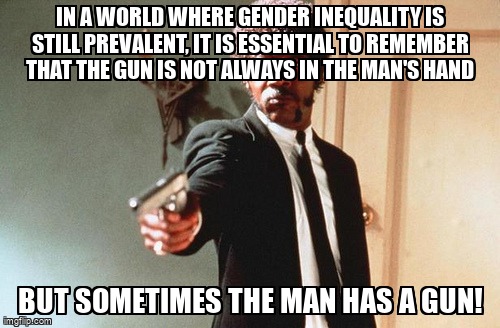 IN A WORLD WHERE GENDER INEQUALITY IS
STILL PREVALENT, IT IS ESSENTIAL TO REMEMBER
THAT THE GUN IS NOT ALWAYS IN THE MAN'S HAND
BUT SOMETIMES THE MAN HAS A GUN!
imgflip.com